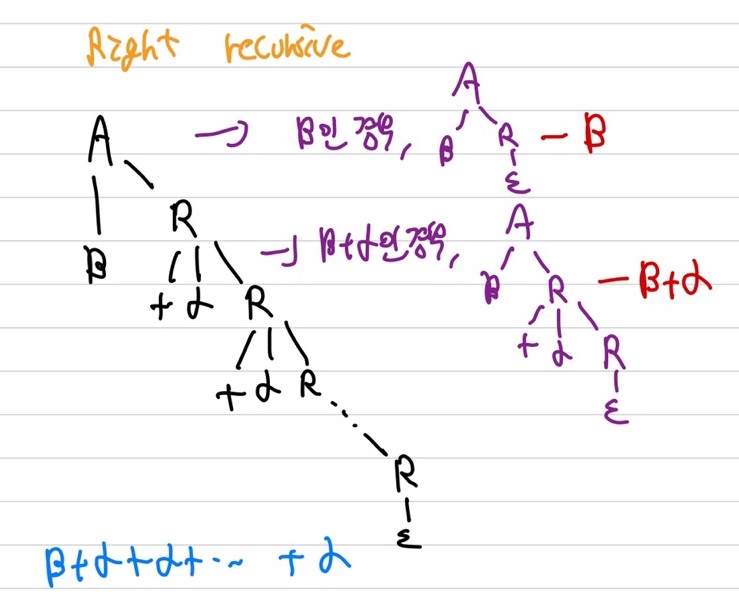 Right recursive
A → β인 경우, A
β R — β
ε
B R → β+α인 경우, A
+ α R β R — β+α
+ α R
+ α R ε
R
ε
β+α+α+... + α